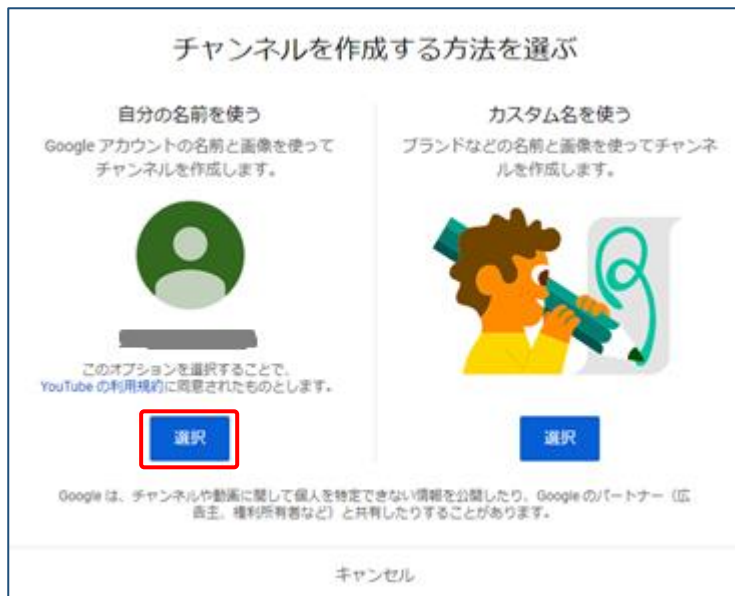 チャンネルを作成する方法を選ぶ
自分の名前を使う
Google アカウントの名前と画像を使って
チャンネルを作成します。
このオプションを選択することで、
YouTube の利用規約に同意されたものとします。
選択
カスタム名を使う
ブランドなどの名前と画像を使ってチャンネ
ルを作成します。
選択
Google は、チャンネルや動画に関して個人を特定できない情報を公開したり、Google のパートナー（広
告主、権利所有者など）と共有したりすることがあります。
キャンセル